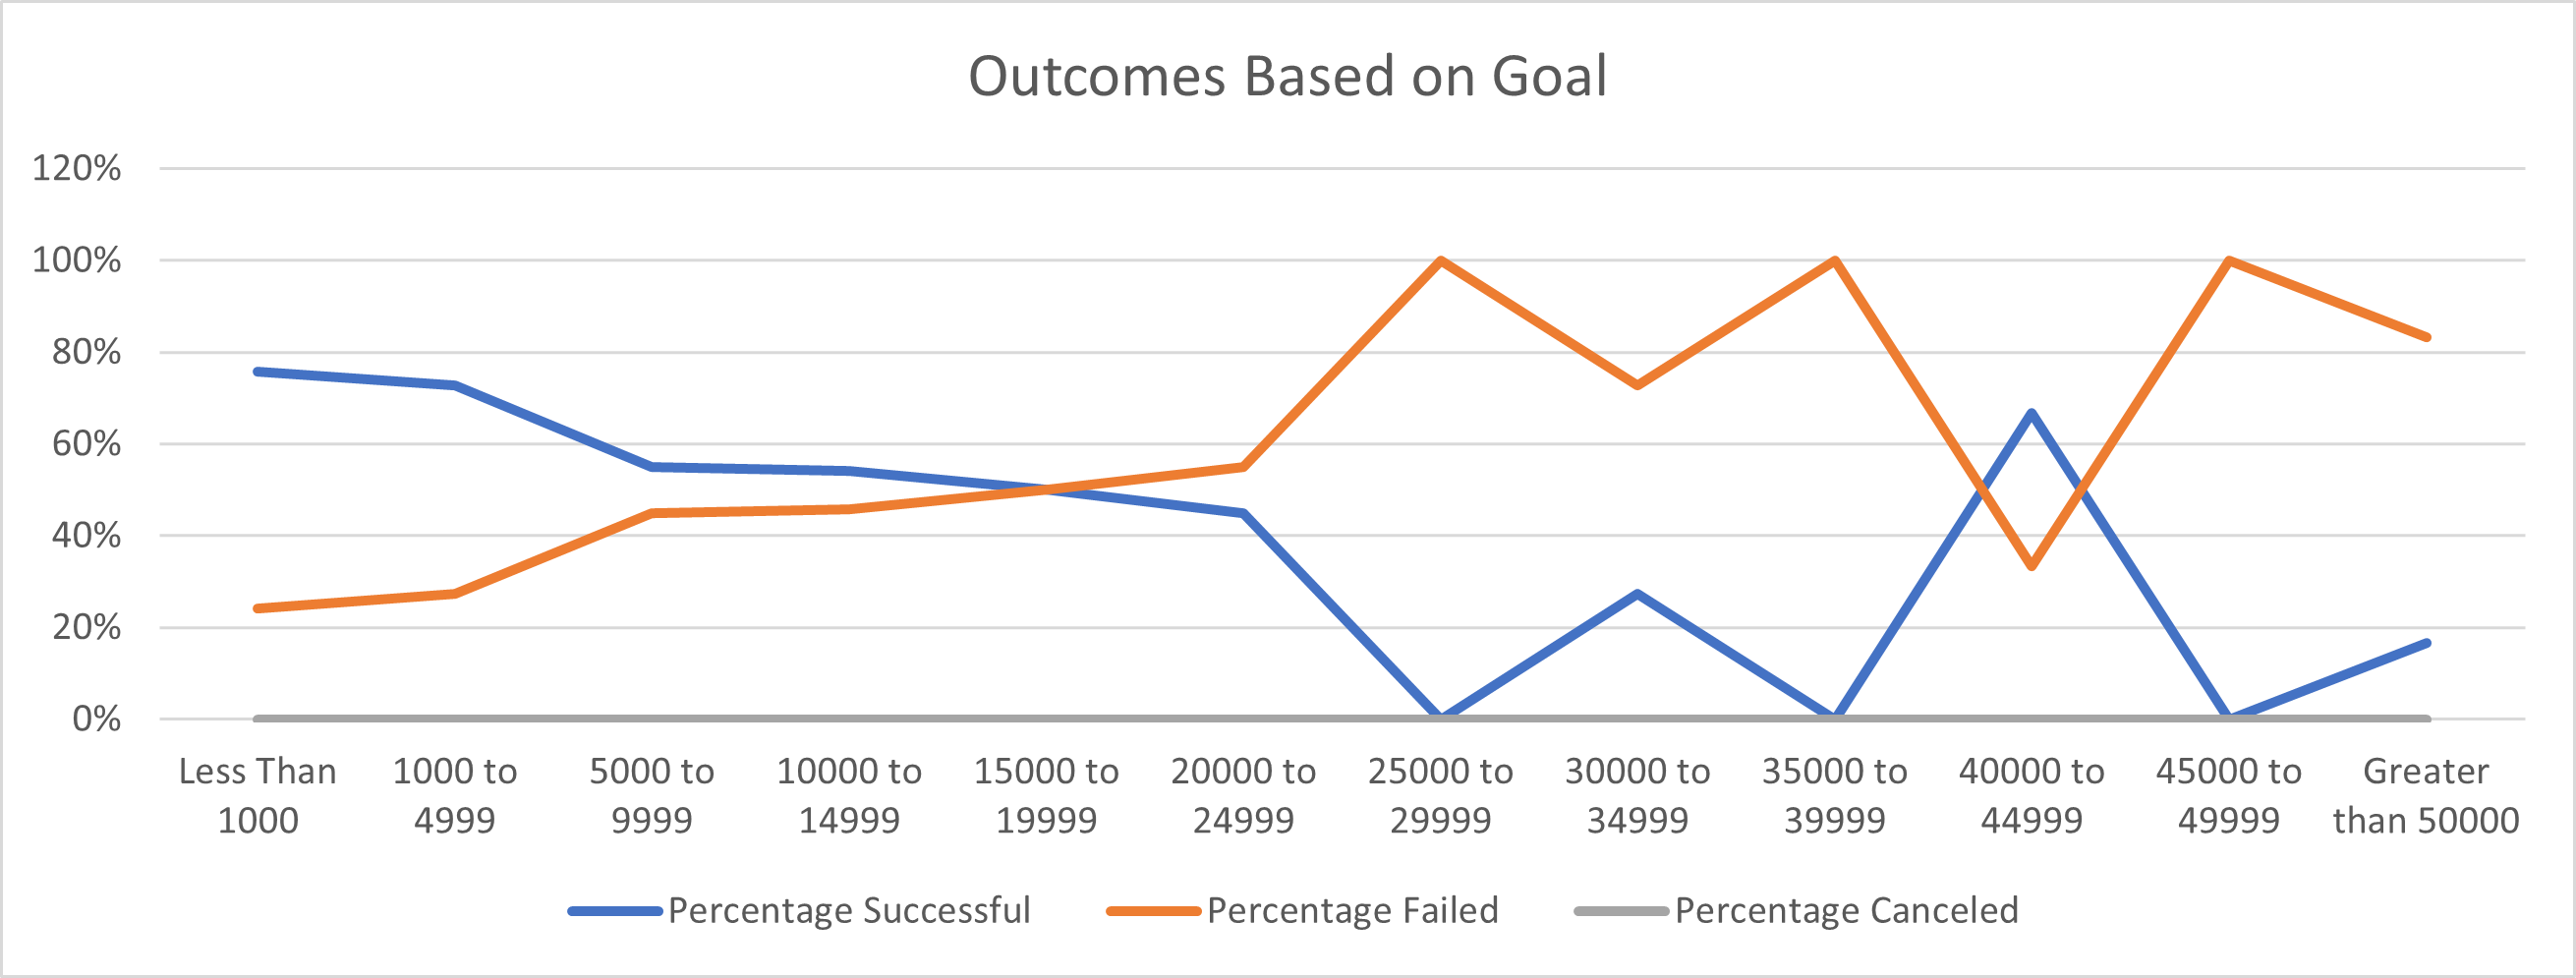 Outcomes Based on Goal
120%
100%
80%
60%
40%
20%
0%
Less Than 1000
1000 to 4999
5000 to 9999
10000 to 14999
15000 to 19999
20000 to 24999
25000 to 29999
30000 to 34999
35000 to 39999
40000 to 44999
45000 to 49999
Greater than 50000
Percentage Successful
Percentage Failed
Percentage Canceled